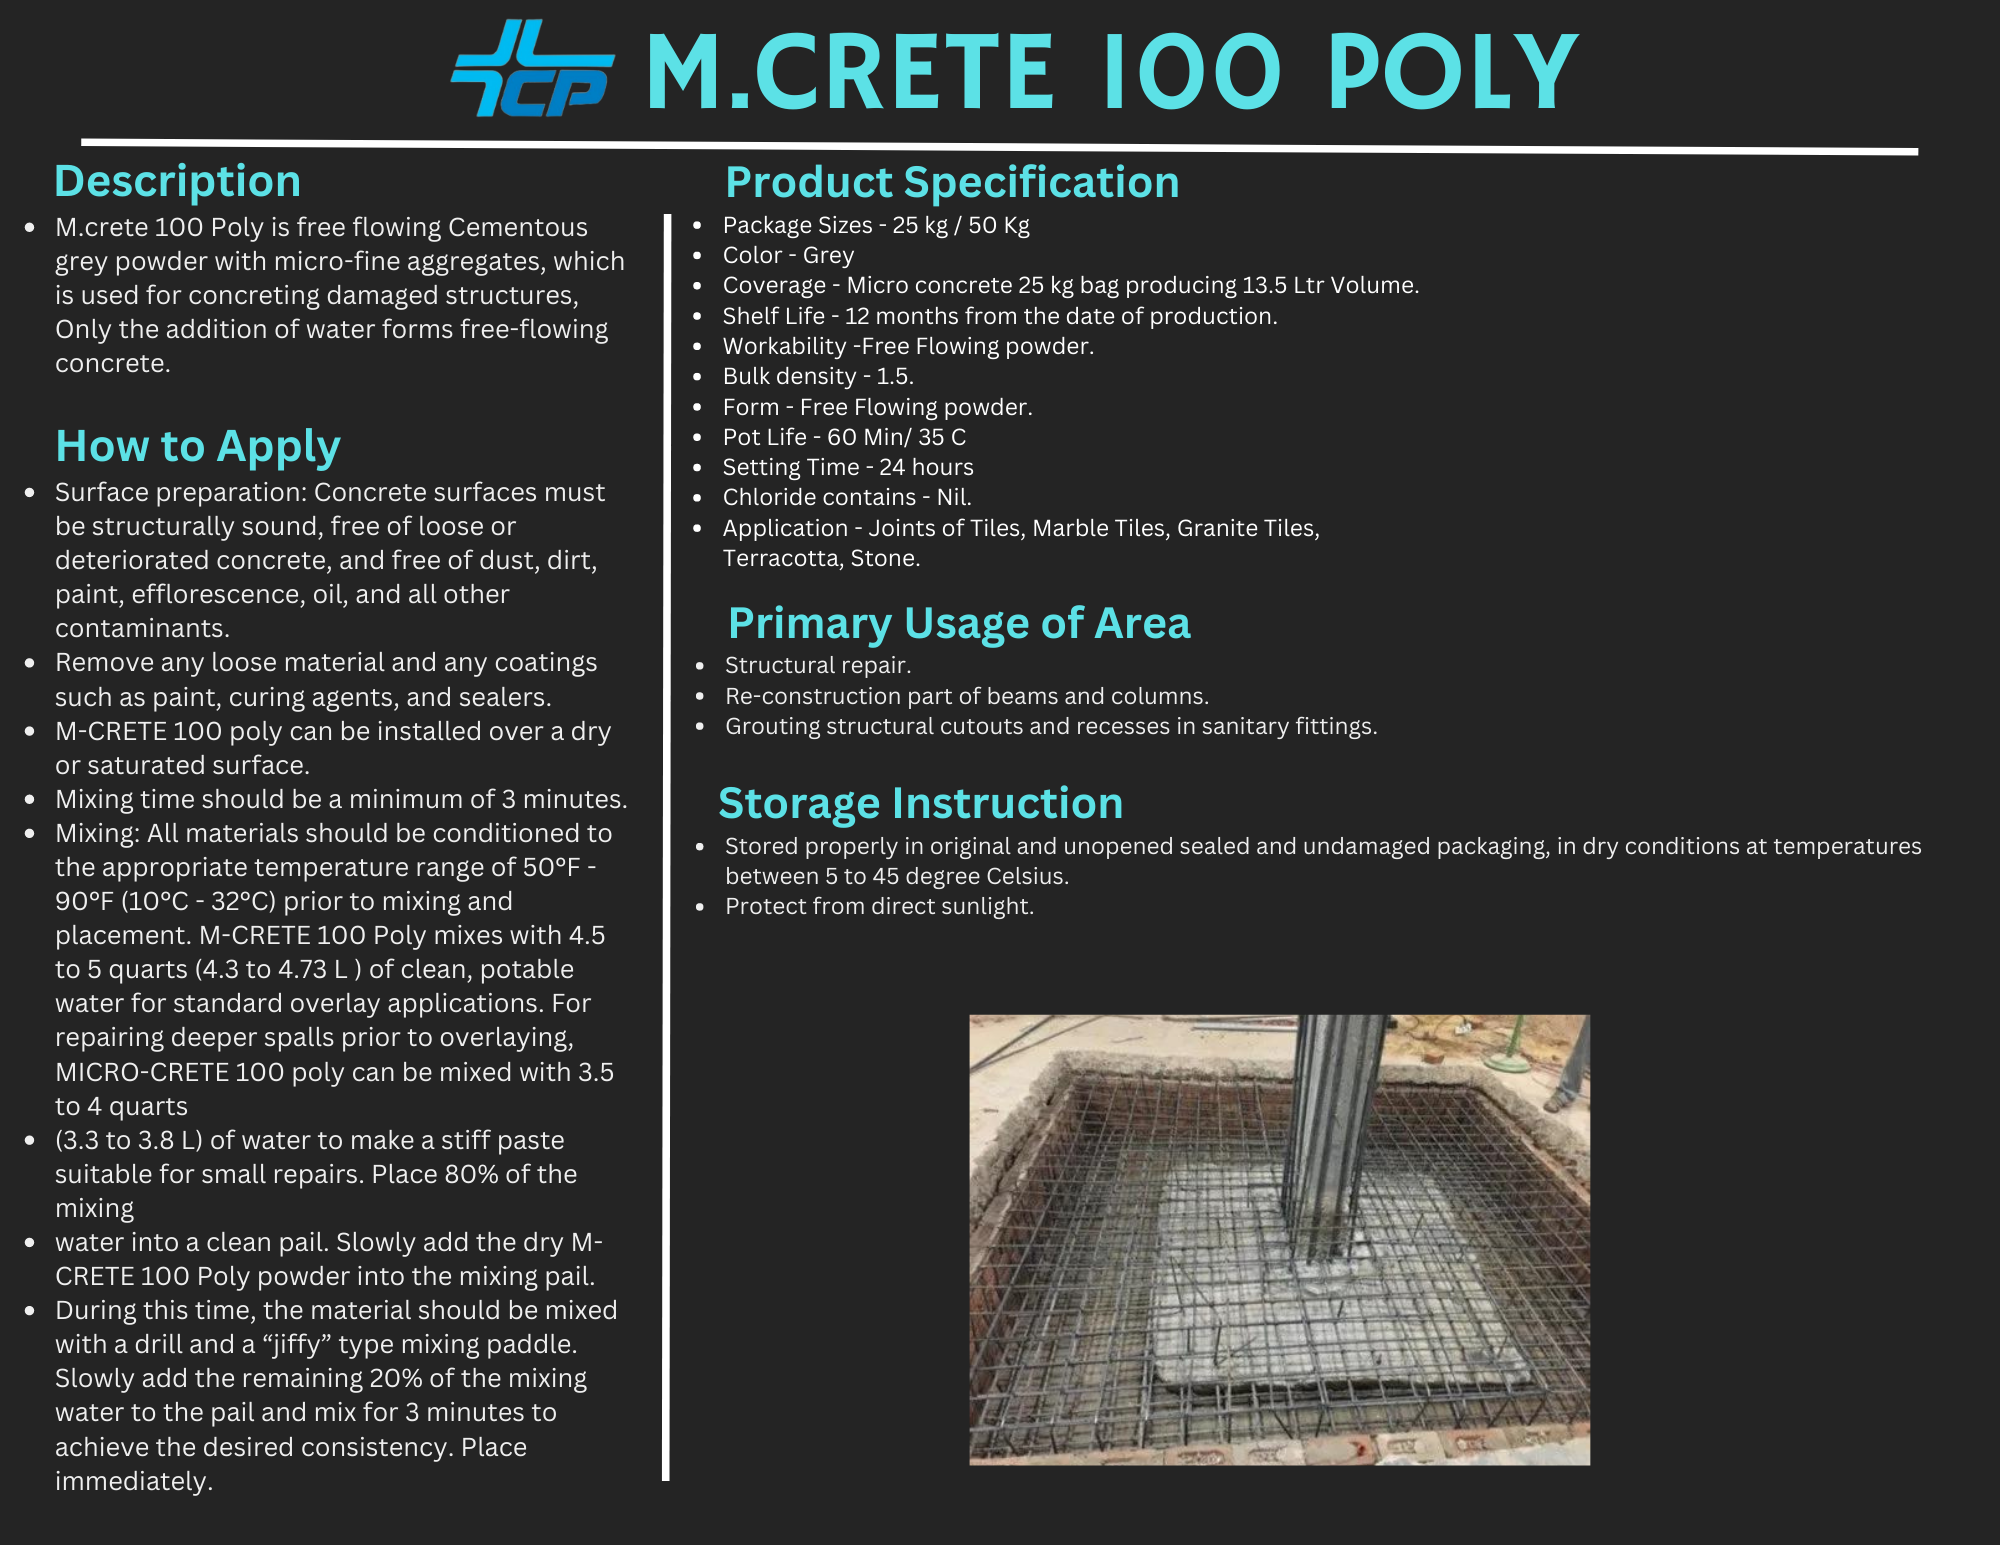 CP M.CRETE 100 POLY
Description
• M.crete 100 Poly is free flowing Cementous
grey powder with micro-fine aggregates, which
is used for concreting damaged structures,
Only the addition of water forms free-flowing
concrete.
How to Apply
• Surface preparation: Concrete surfaces must
be structurally sound, free of loose or
deteriorated concrete, and free of dust, dirt,
paint, efflorescence, oil, and all other
contaminants.
• Remove any loose material and any coatings
such as paint, curing agents, and sealers.
• M-CRETE 100 poly can be installed over a dry
or saturated surface.
• Mixing time should be a minimum of 3 minutes.
• Mixing: All materials should be conditioned to
the appropriate temperature range of 50°F -
90°F (10°C - 32°C) prior to mixing and
placement. M-CRETE 100 Poly mixes with 4.5
to 5 quarts (4.3 to 4.73 L ) of clean, potable
water for standard overlay applications. For
repairing deeper spalls prior to overlaying,
MICRO-CRETE 100 poly can be mixed with 3.5
to 4 quarts
• (3.3 to 3.8 L) of water to make a stiff paste
suitable for small repairs. Place 80% of the
mixing
• water into a clean pail. Slowly add the dry M-
CRETE 100 Poly powder into the mixing pail.
• During this time, the material should be mixed
with a drill and a “jiffy” type mixing paddle.
Slowly add the remaining 20% of the mixing
water to the pail and mix for 3 minutes to
achieve the desired consistency. Place
immediately.
Product Specification
• Package Sizes - 25 kg / 50 Kg
• Color - Grey
• Coverage - Micro concrete 25 kg bag producing 13.5 Ltr Volume.
• Shelf Life - 12 months from the date of production.
• Workability -Free Flowing powder.
• Bulk density - 1.5.
• Form - Free Flowing powder.
• Pot Life - 60 Min/ 35 C
• Setting Time - 24 hours
• Chloride contains - Nil.
• Application - Joints of Tiles, Marble Tiles, Granite Tiles,
Terracotta, Stone.
Primary Usage of Area
• Structural repair.
• Re-construction part of beams and columns.
• Grouting structural cutouts and recesses in sanitary fittings.
Storage Instruction
• Stored properly in original and unopened sealed and undamaged packaging, in dry conditions at temperatures
between 5 to 45 degree Celsius.
• Protect from direct sunlight.